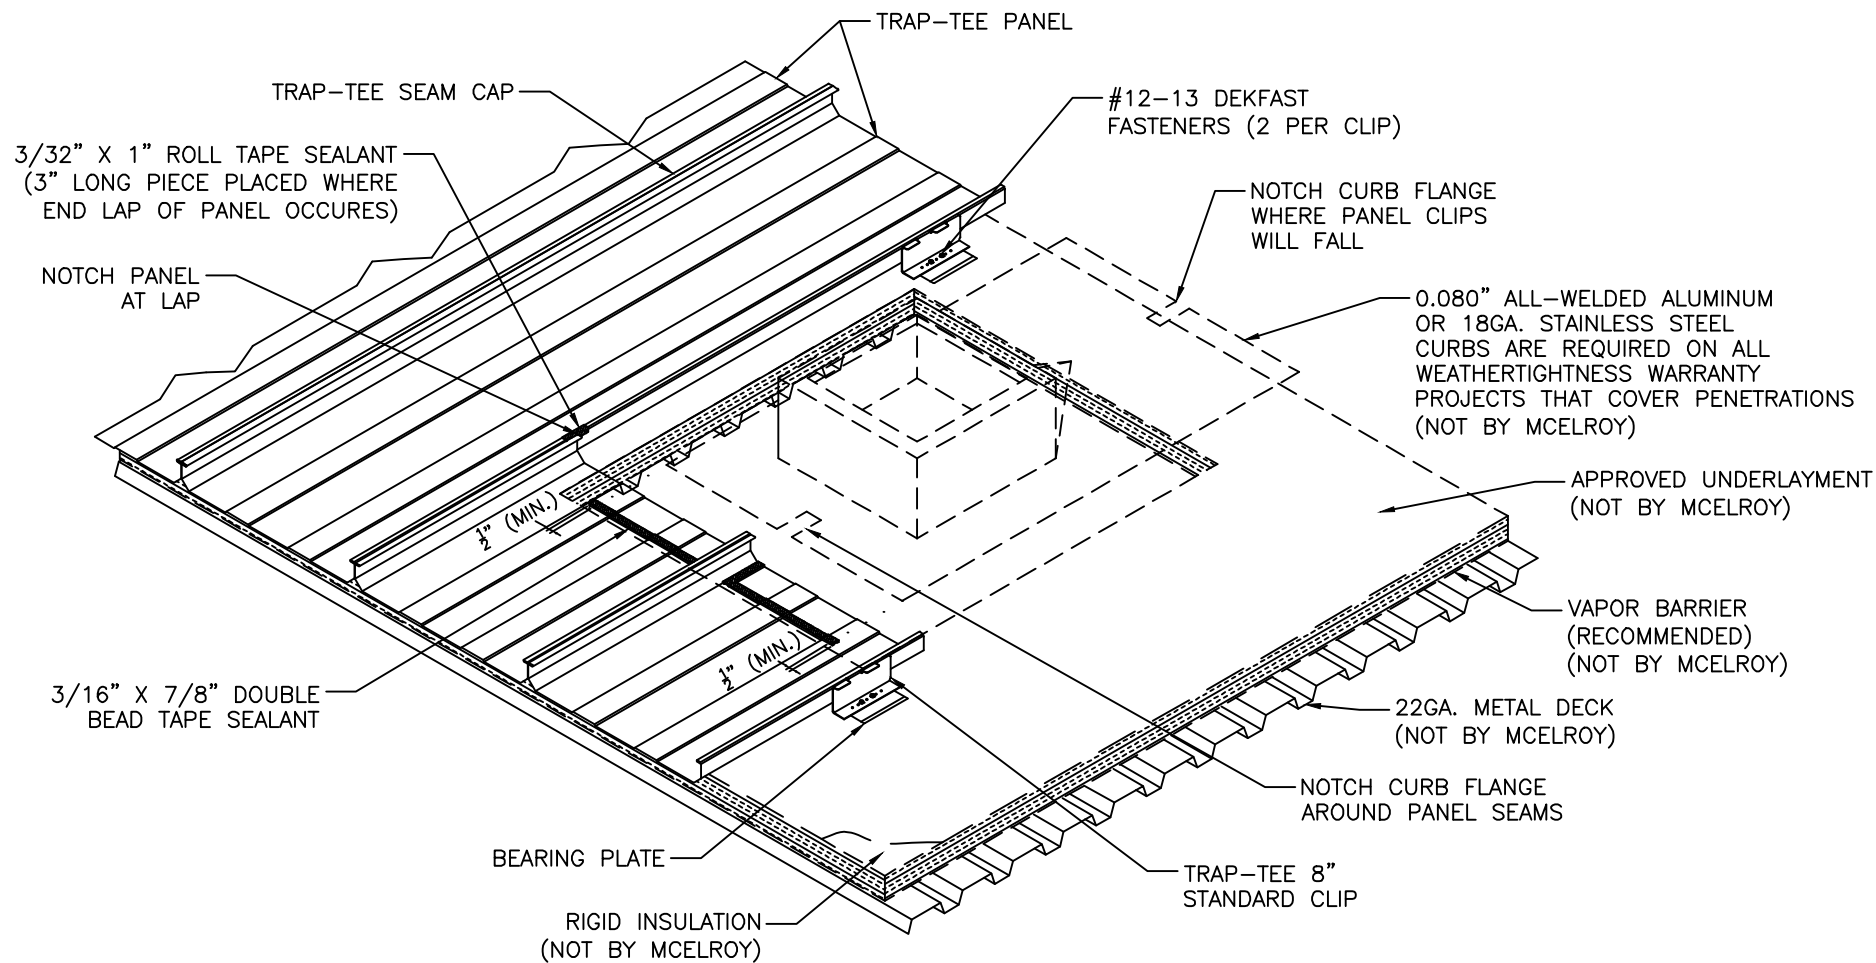 TRAP-TEE PANEL
TRAP-TEE SEAM CAP
#12-13 DEKFAST
FASTENERS (2 PER CLIP)
3/32” X 1” ROLL TAPE SEALANT
(3” LONG PIECE PLACED WHERE
END LAP OF PANEL OCCURES)
NOTCH CURB FLANGE
WHERE PANEL CLIPS
WILL FALL
NOTCH PANEL
AT LAP
0.080” ALL-WELDED ALUMINUM
OR 18GA. STAINLESS STEEL
CURBS ARE REQUIRED ON ALL
WEATHERTIGHTNESS WARRANTY
PROJECTS THAT COVER PENETRATIONS
(NOT BY MCELROY)
APPROVED UNDERLAYMENT
(NOT BY MCELROY)
1/2” (MIN.)
VAPOR BARRIER
(RECOMMENDED)
(NOT BY MCELROY)
1/2” (MIN.)
3/16” X 7/8” DOUBLE
BEAD TAPE SEALANT
22GA. METAL DECK
(NOT BY MCELROY)
NOTCH CURB FLANGE
AROUND PANEL SEAMS
BEARING PLATE
TRAP-TEE 8”
STANDARD CLIP
RIGID INSULATION
(NOT BY MCELROY)